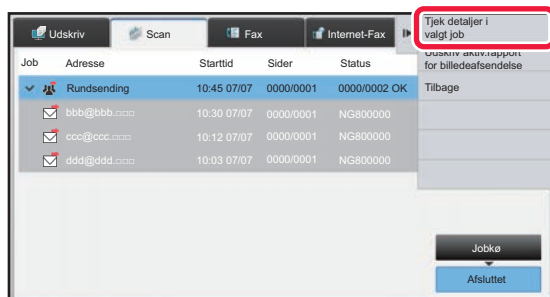 Udskriv Scan Fax Internet-Fax
Tjek detaljer i
valgt job
Udskriv aktiv.rapport
for billedeafsendelse
Tilbage
Job Adresse Starttid Sider Status
Rundsending 10:45 07/07 0000/0001 0000/0002 OK
bbb@bbb.□□□ 10:30 07/07 0000/0001 NG800000
ccc@ccc.□□□ 10:12 07/07 0000/0001 NG800000
ddd@ddd.□□□ 10:03 07/07 0000/0001 NG800000
Jobkø
Afsluttet